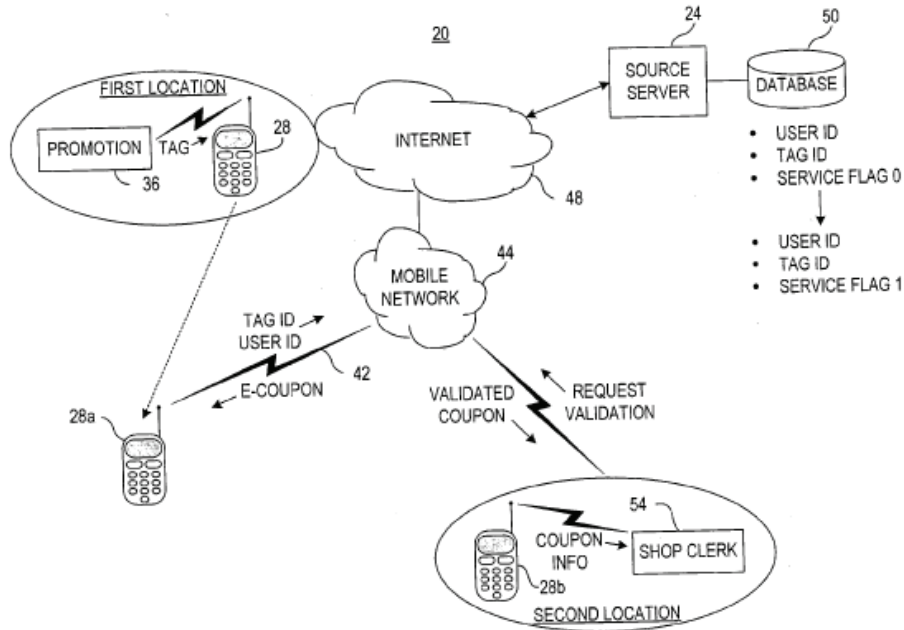 20
24
50
SOURCE
SERVER
DATABASE
FIRST LOCATION
PROMOTION
TAG
28
36
INTERNET
48
• USER ID
• TAG ID
• SERVICE FLAG 0
• USER ID
• TAG ID
• SERVICE FLAG 1
MOBILE
NETWORK
44
TAG ID
USER ID
42
E-COUPON
28a
VALIDATED
COUPON
REQUEST
VALIDATION
54
COUPON
INFO
SHOP CLERK
28b
SECOND LOCATION